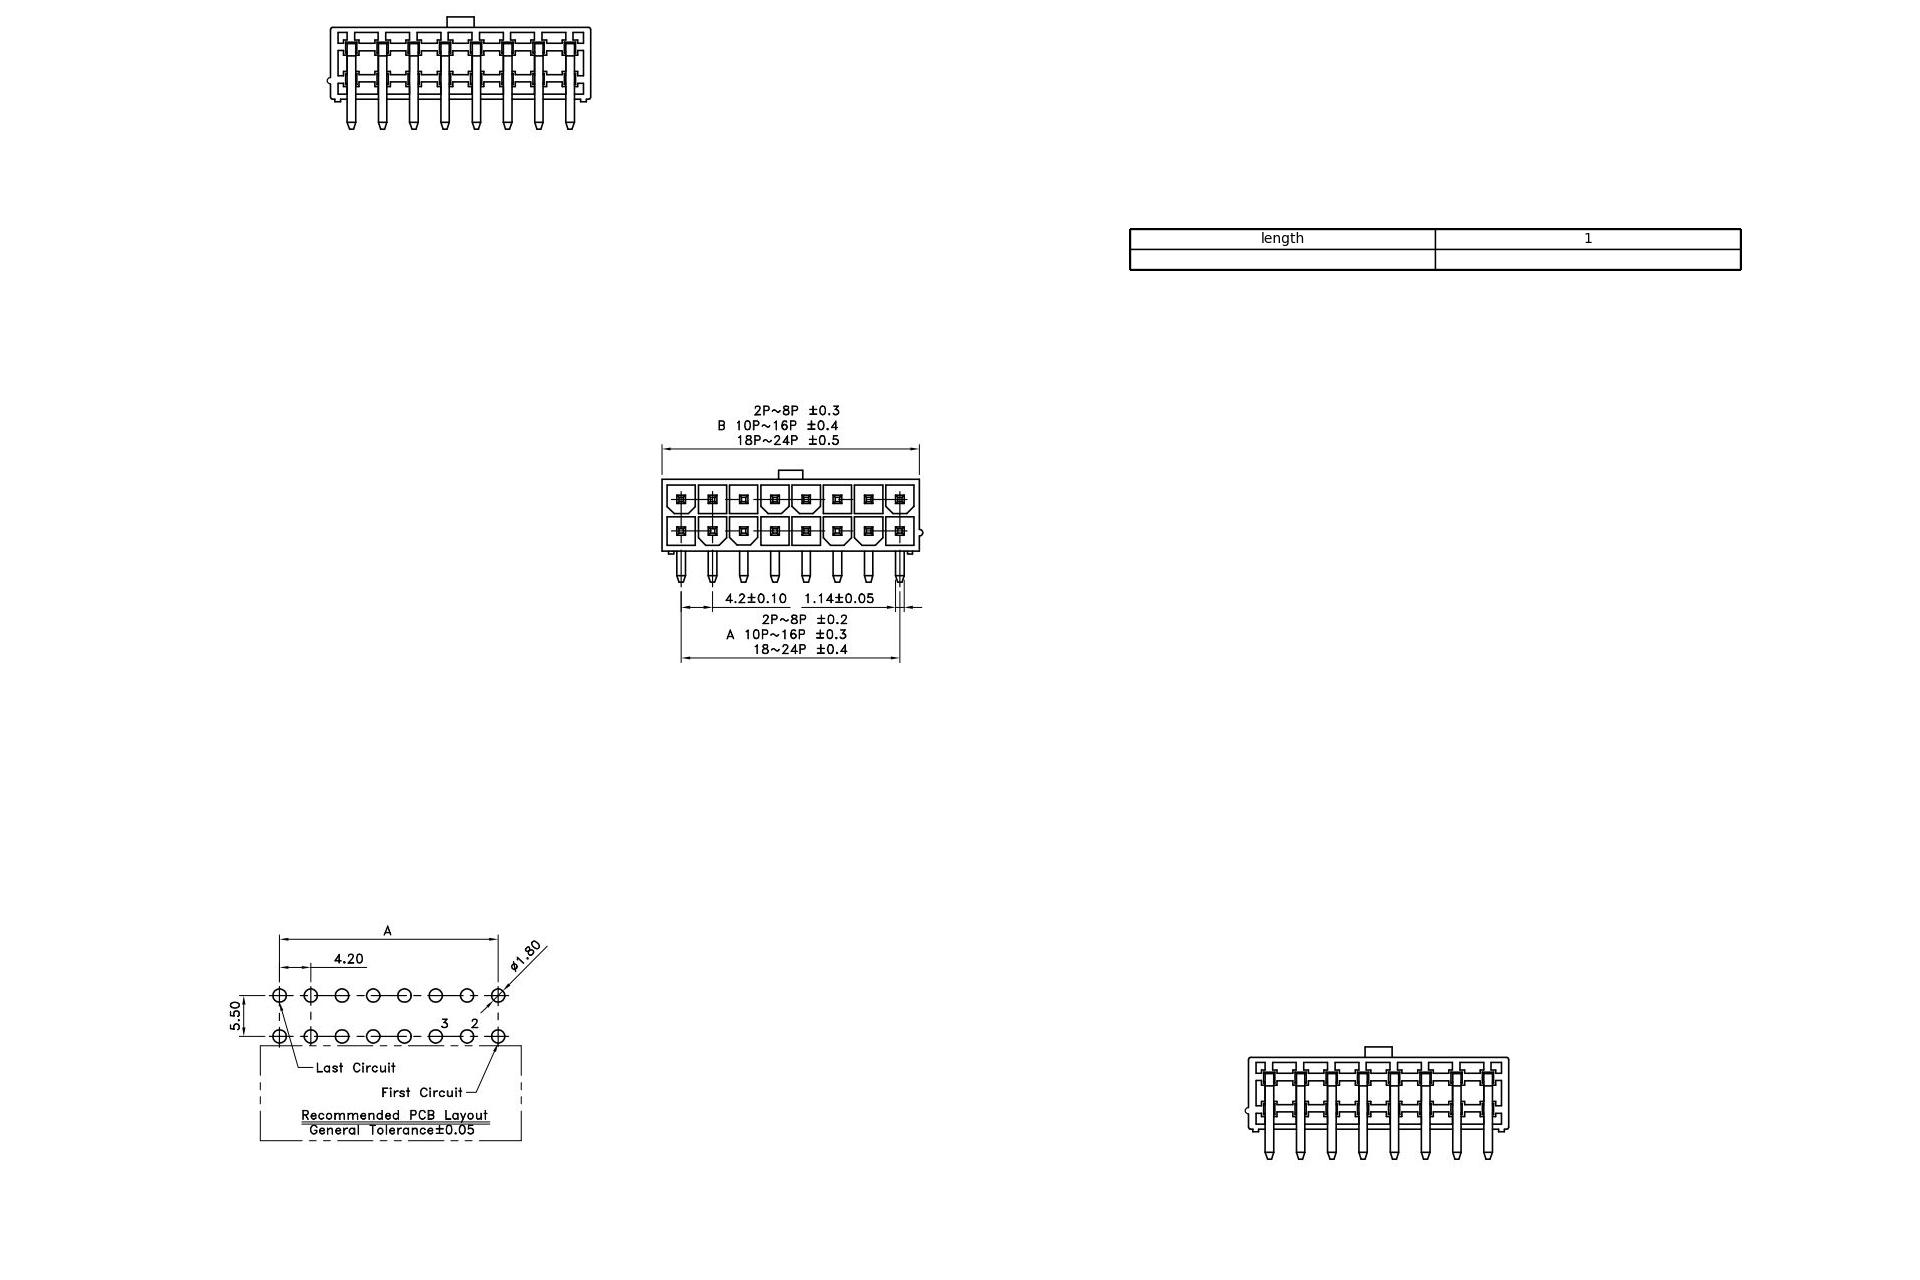 length 1
2P~8P ±0.3
B 10P~16P ±0.4
18P~24P ±0.5
4.2±0.10 1.14±0.05
2P~8P ±0.2
A 10P~16P ±0.3
18~24P ±0.4
A
4.20
ø1.80
5.50
3 2
Last Circuit
First Circuit
Recommended PCB Layout
General Tolerance±0.05